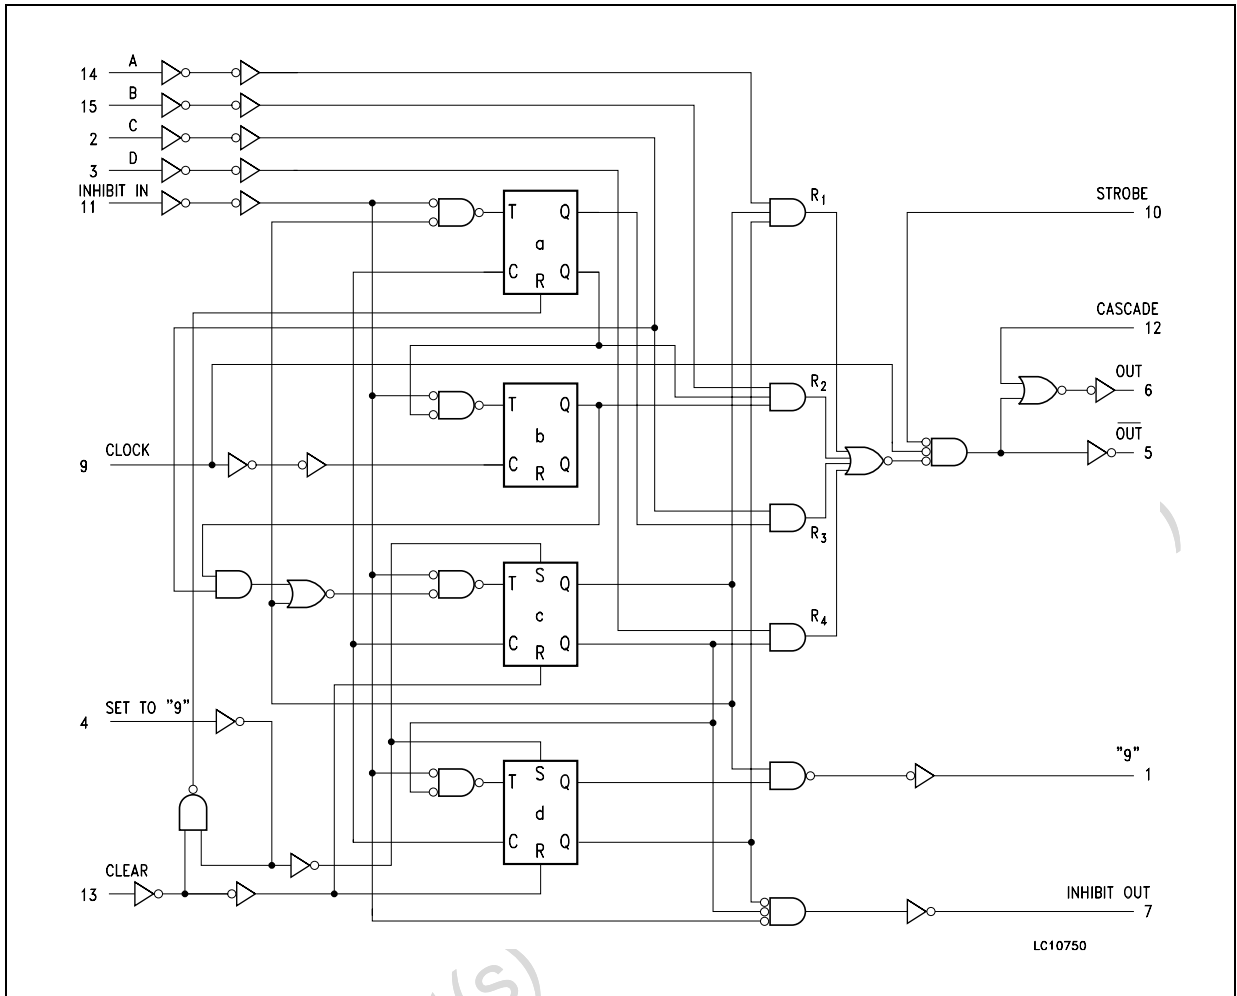 14 A
15 B
2 C
3 D
INHIBIT IN
11
T Q
a
C R Q
R1
STROBE
10
CASCADE
12
OUT
6
OUT
5
R2
T Q
b
C R Q
CLOCK
9
R3
S
T Q
c
C R Q
R4
SET TO "9"
4
S
T Q
d
C R Q
"9"
1
CLEAR
13
INHIBIT OUT
7
LC10750
(s)
)